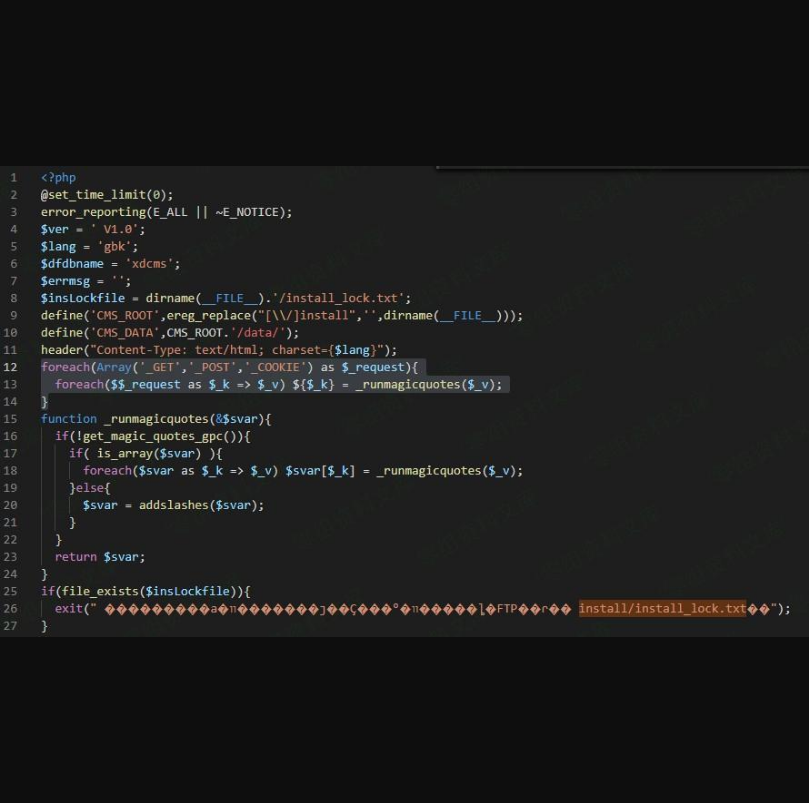 1 <?php
2 @set_time_limit(0);
3 error_reporting(E_ALL || ~E_NOTICE);
4 $ver = ' V1.0';
5 $lang = 'gbk';
6 $dfdbname = 'xdcms';
7 $errmsg = '';
8 $insLockfile = dirname(__FILE__).'/install_lock.txt';
9 define('CMS_ROOT',ereg_replace("[\\/]install",'',dirname(__FILE__)));
10 define('CMS_DATA',CMS_ROOT.'/data/');
11 header("Content-Type: text/html; charset={$lang}");
12 foreach(Array('_GET','_POST','_COOKIE') as $_request){
13 foreach($$_request as $_k => $_v) ${$_k} = _runmagicquotes($_v);
14 }
15 function _runmagicquotes(&$svar){
16 if(!get_magic_quotes_gpc()){
17 if( is_array($svar) ){
18 foreach($svar as $_k => $_v) $svar[$_k] = _runmagicquotes($_v);
19 }else{
20 $svar = addslashes($svar);
21 }
22 }
23 return $svar;
24 }
25 if(file_exists($insLockfile)){
26 exit(" FTP install/install_lock.txt��");
27 }